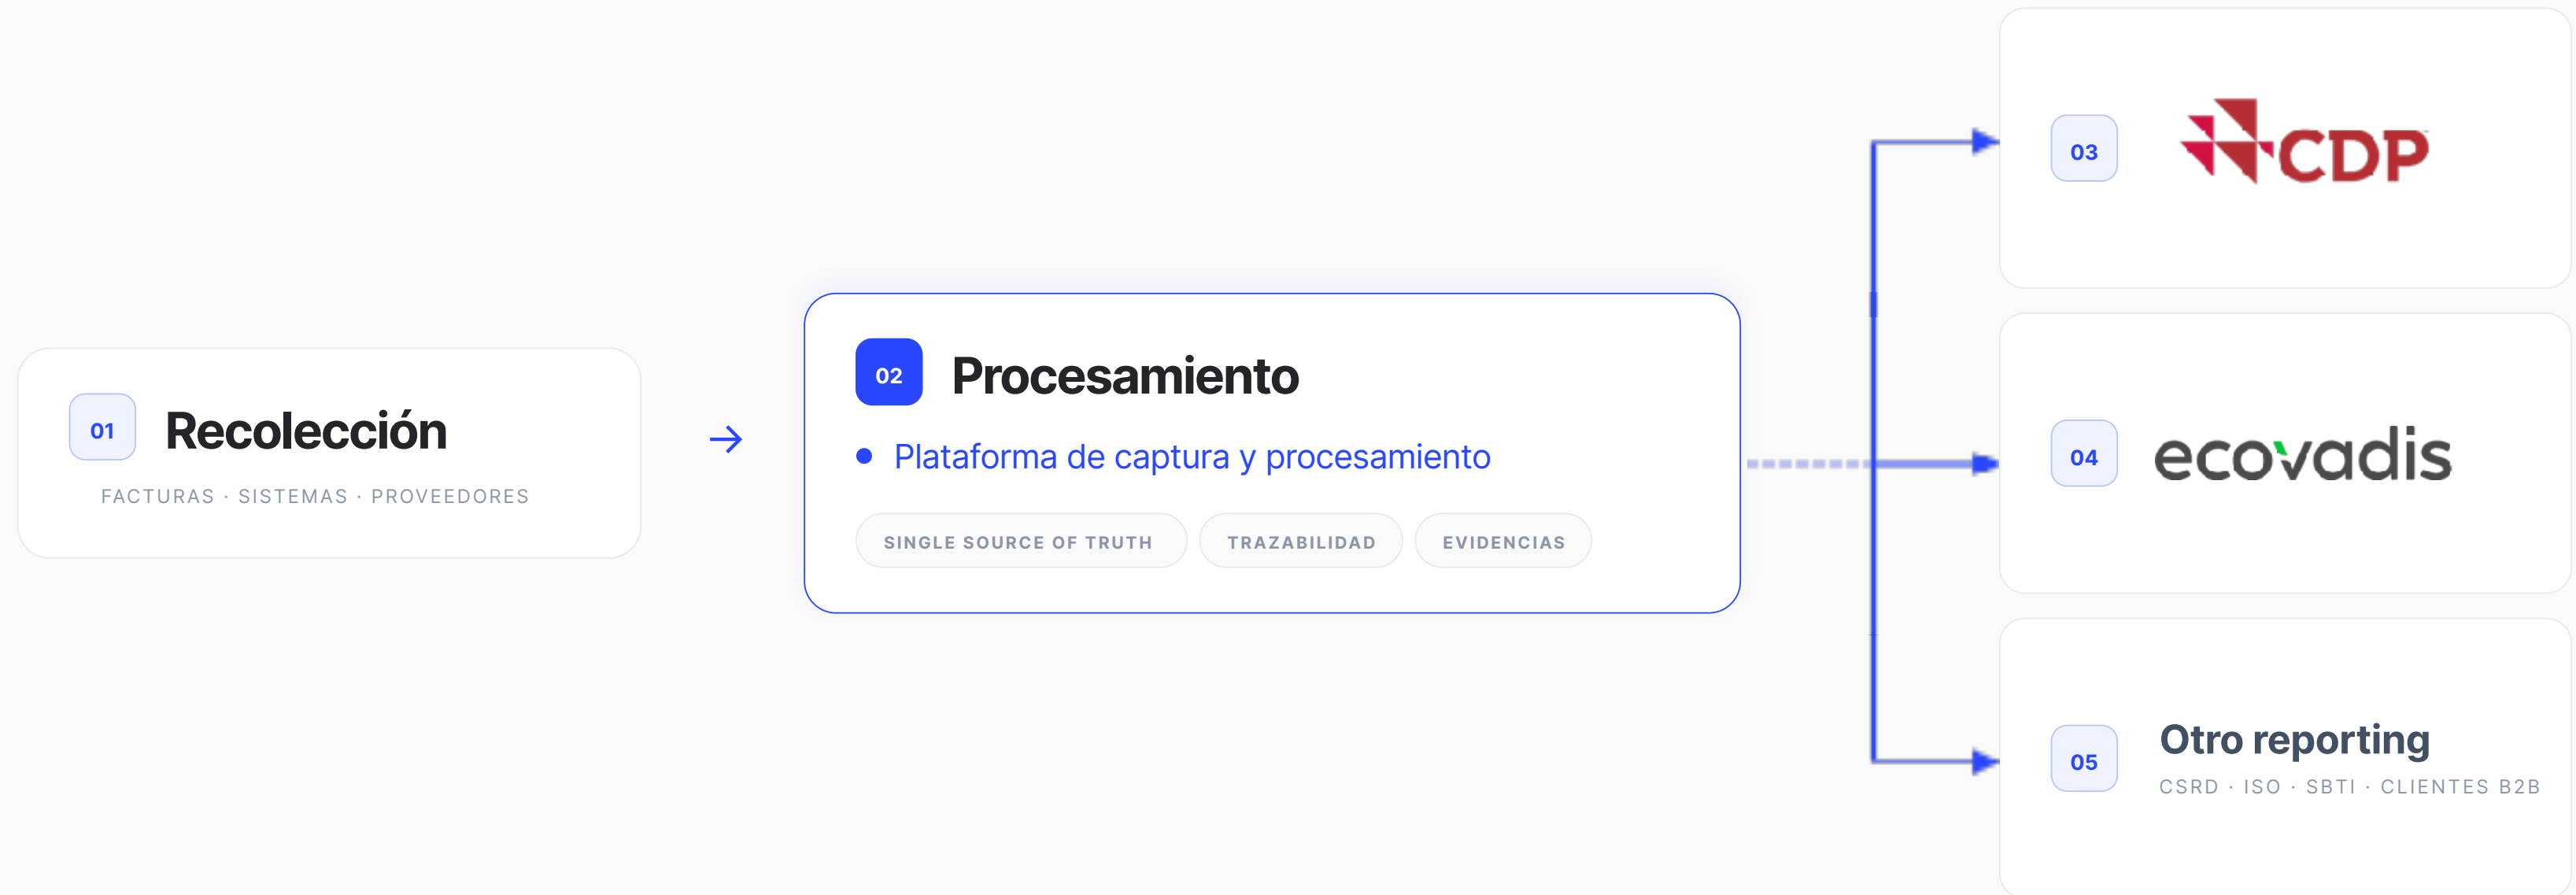 01
Recolección
FACTURAS · SISTEMAS · PROVEEDORES
→
02
Procesamiento
• Plataforma de captura y procesamiento
SINGLE SOURCE OF TRUTH
TRAZABILIDAD
EVIDENCIAS
03
CDP
04
ecovadis
05
Otro reporting
CSRD · ISO · SBTI · CLIENTES B2B